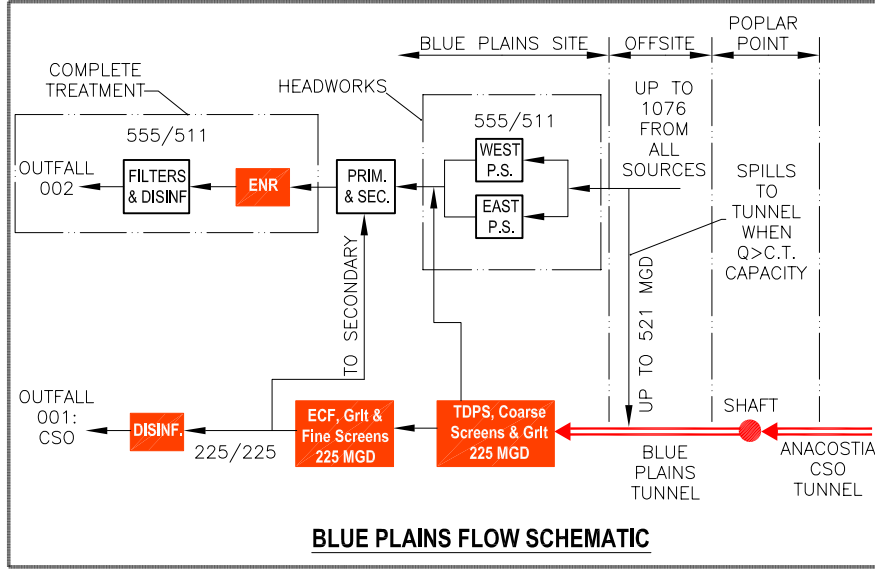 BLUE PLAINS SITE
OFFSITE
POPLAR
POINT
COMPLETE
TREATMENT
HEADWORKS
UP TO
1076
FROM
ALL
SOURCES
555/511
555/511
OUTFALL
002
FILTERS
& DISINF
ENR
PRIM.
& SEC.
WEST
P.S.
EAST
P.S.
SPILLS
TO
TUNNEL
WHEN
Q>C.T.
CAPACITY
TO SECONDARY
UP TO 521 MGD
OUTFALL
001:
CSO
DISINF.
225/225
ECF, Grit &
Fine Screens
225 MGD
TDPS, Coarse
Screens & Grit
225 MGD
SHAFT
BLUE
PLAINS
TUNNEL
ANACOSTIA
CSO
TUNNEL
BLUE PLAINS FLOW SCHEMATIC